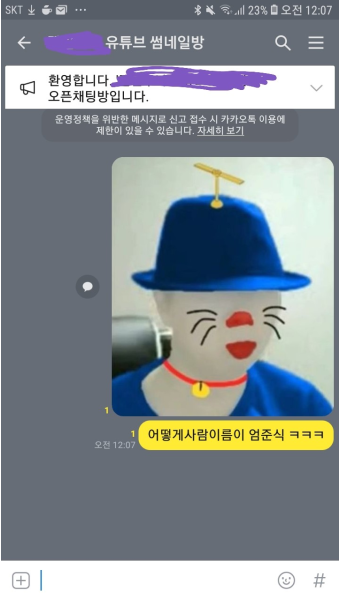 SKT 23% 오전 12:07
유튜브 썸네일방
환영합니다.
오픈채팅방입니다.
운영정책을 위반한 메시지로 신고 접수 시 카카오톡 이용에
제한이 있을 수 있습니다. 자세히 보기
1
1
어떻게사람이름이 엄준식 ㅋㅋㅋ
오전 12:07
#